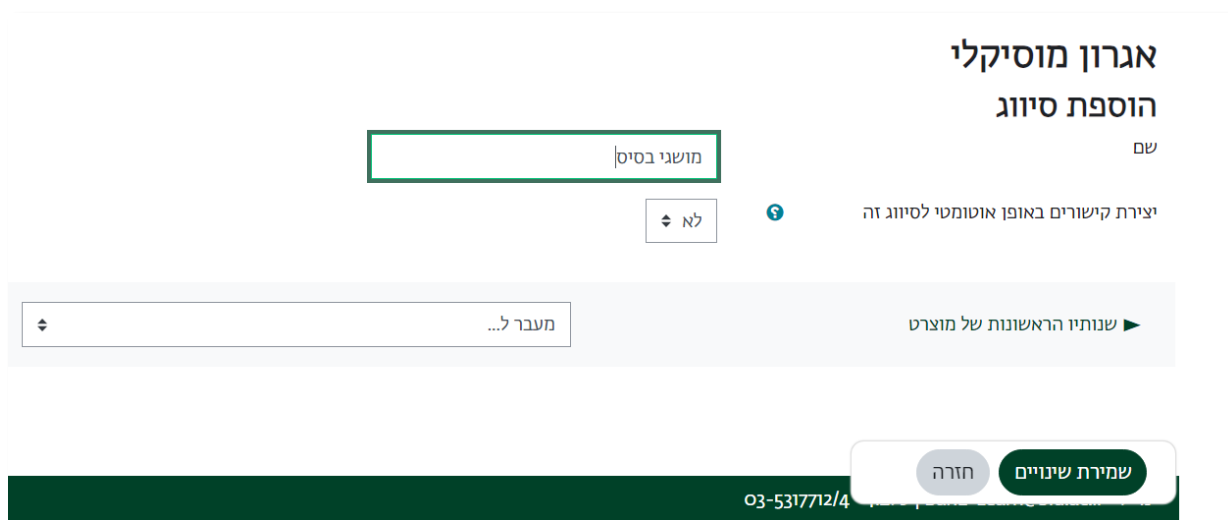 אגרון מוסיקלי
הוספת סיווג
שם
מושגי בסיס
יצירת קישורים באופן אוטומטי לסיווג זה
לא
שנותיו הראשונות של מוצרט
מעבר ל...
שמירת שינויים
חזרה
03-5317712/4